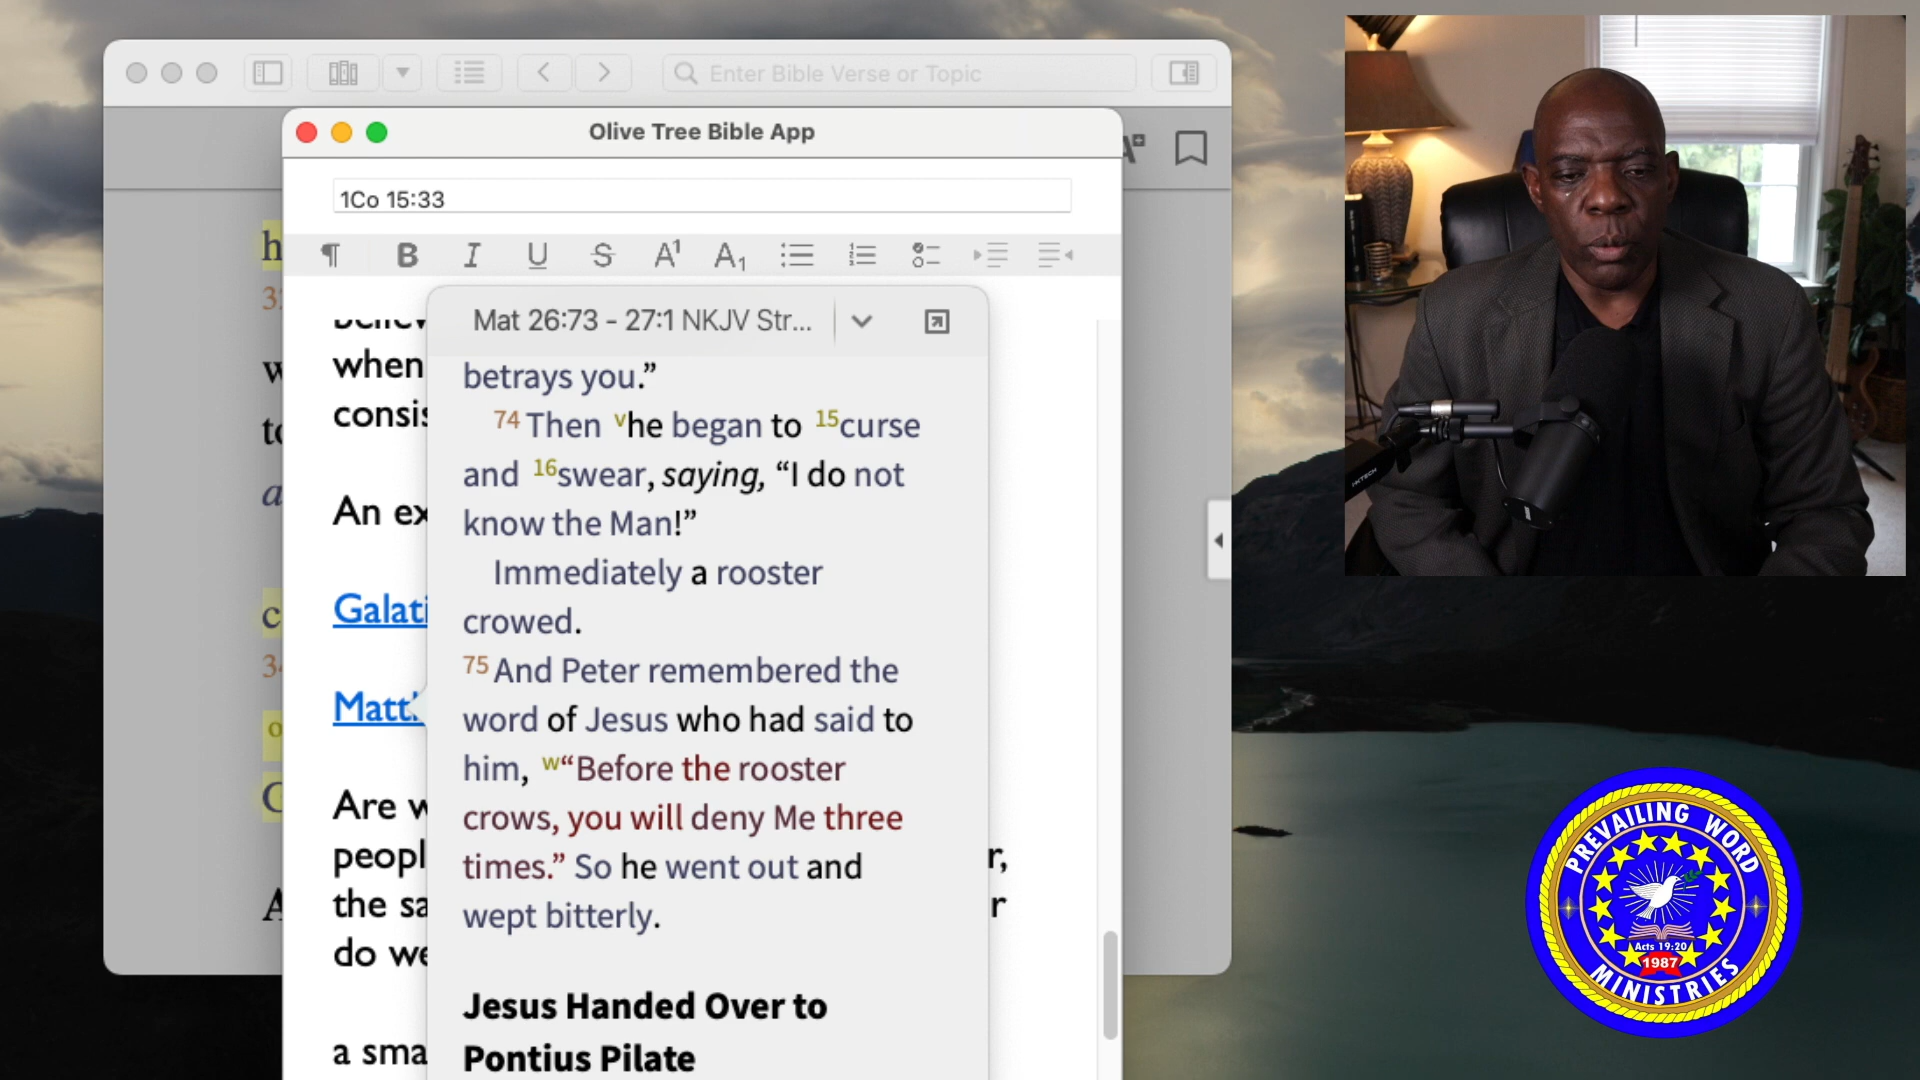 Enter Bible Verse or Topic
Olive Tree Bible App
1Co 15:33
Mat 26:73 - 27:1 NKJV Str...
betrays you.”
74 Then vhe began to 15curse
and 16swear, saying, “I do not
know the Man!”
Immediately a rooster
crowed.
75 And Peter remembered the
word of Jesus who had said to
him, w“Before the rooster
crows, you will deny Me three
times.” So he went out and
wept bitterly.
Jesus Handed Over to
Pontius Pilate
when
An ex
Galati
Matt
Are w
peopl
the sa
do we
a sma
r,
r
PREVAILING WORD
Acts 19:20
1987
MINISTRIES